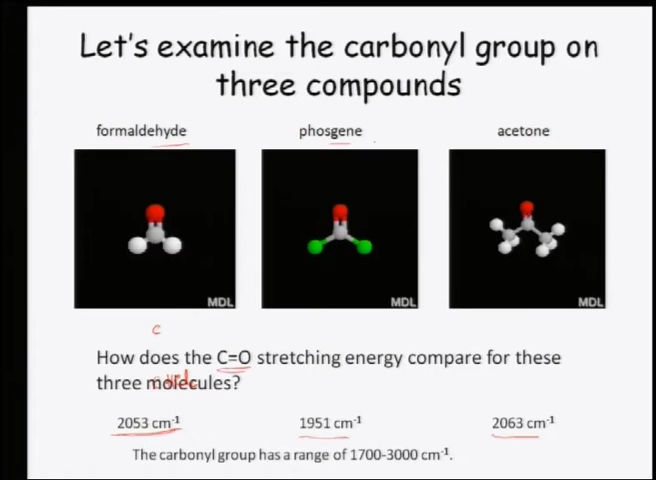 Let's examine the carbonyl group on
three compounds
formaldehyde phosgene acetone
MDL MDL MDL
c
How does the C=O stretching energy compare for these
three molecules?
2053 cm-1 1951 cm-1 2063 cm-1
The carbonyl group has a range of 1700-3000 cm-1.